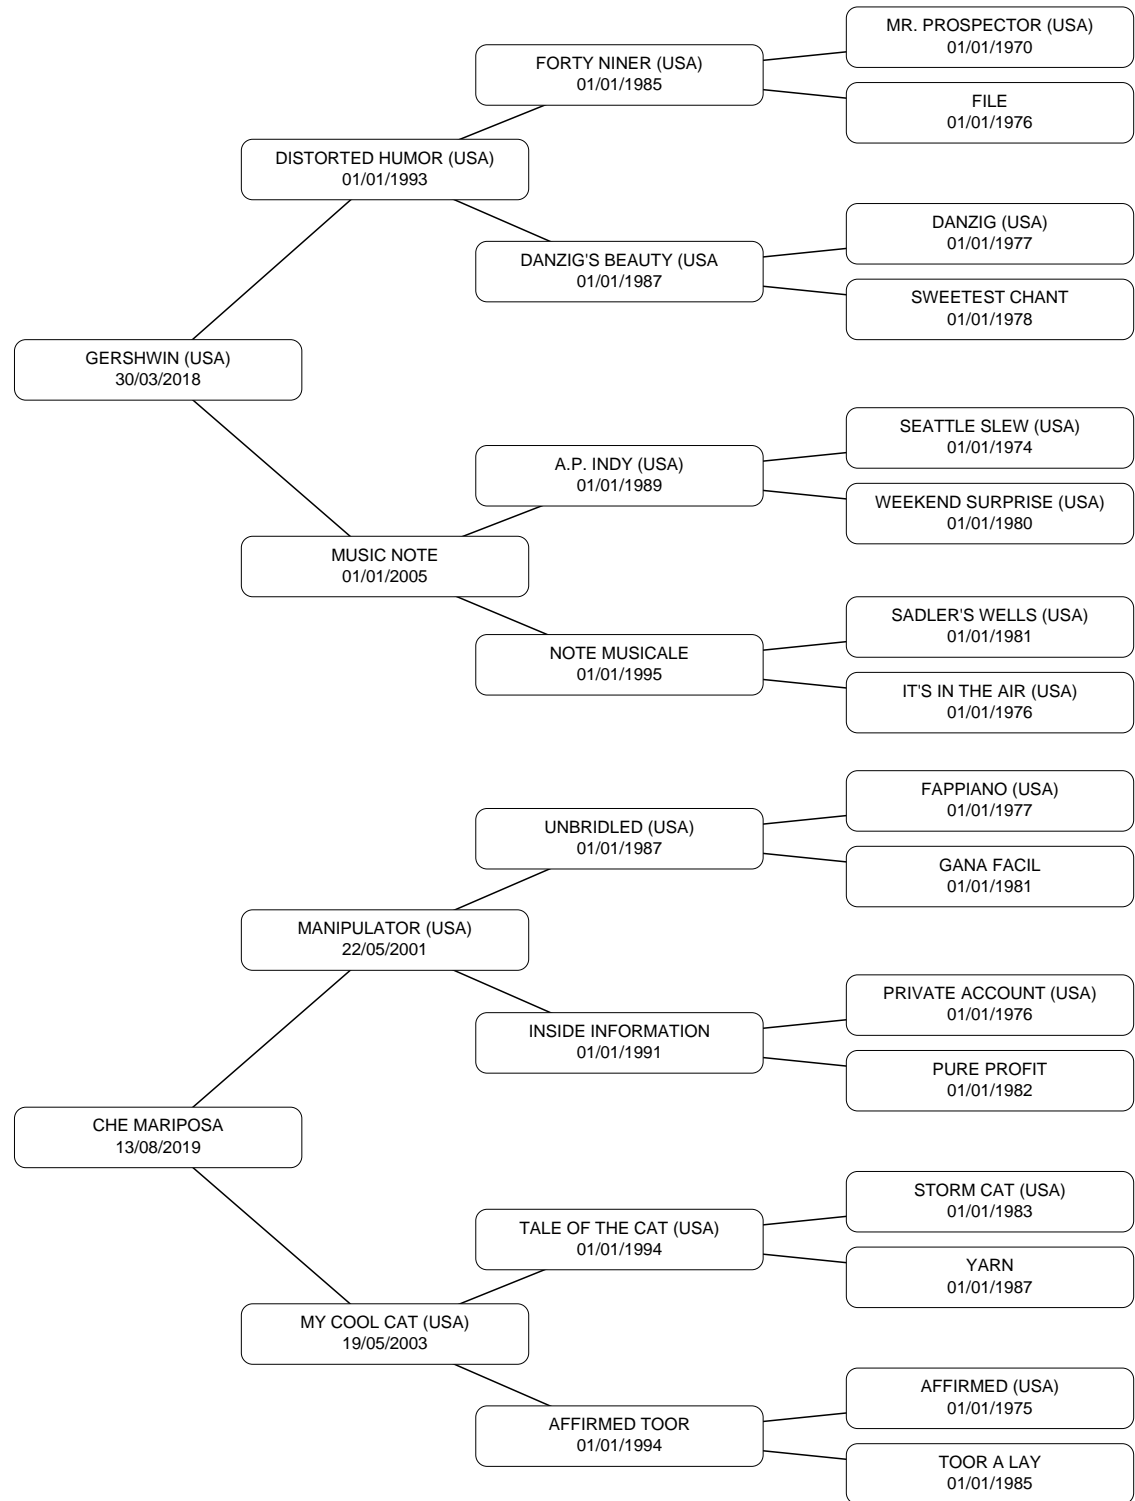 MR. PROSPECTOR (USA)
01/01/1970
FORTY NINER (USA)
01/01/1985
FILE
01/01/1976
DISTORTED HUMOR (USA)
01/01/1993
DANZIG (USA)
01/01/1977
DANZIG'S BEAUTY (USA
01/01/1987
SWEETEST CHANT
01/01/1978
GERSHWIN (USA)
30/03/2018
SEATTLE SLEW (USA)
01/01/1974
A.P. INDY (USA)
01/01/1989
WEEKEND SURPRISE (USA)
01/01/1980
MUSIC NOTE
01/01/2005
SADLER'S WELLS (USA)
01/01/1981
NOTE MUSICALE
01/01/1995
IT'S IN THE AIR (USA)
01/01/1976
FAPPIANO (USA)
01/01/1977
UNBRIDLED (USA)
01/01/1987
GANA FACIL
01/01/1981
MANIPULATOR (USA)
22/05/2001
PRIVATE ACCOUNT (USA)
01/01/1976
INSIDE INFORMATION
01/01/1991
PURE PROFIT
01/01/1982
CHE MARIPOSA
13/08/2019
STORM CAT (USA)
01/01/1983
TALE OF THE CAT (USA)
01/01/1994
YARN
01/01/1987
MY COOL CAT (USA)
19/05/2003
AFFIRMED (USA)
01/01/1975
AFFIRMED TOOR
01/01/1994
TOOR A LAY
01/01/1985